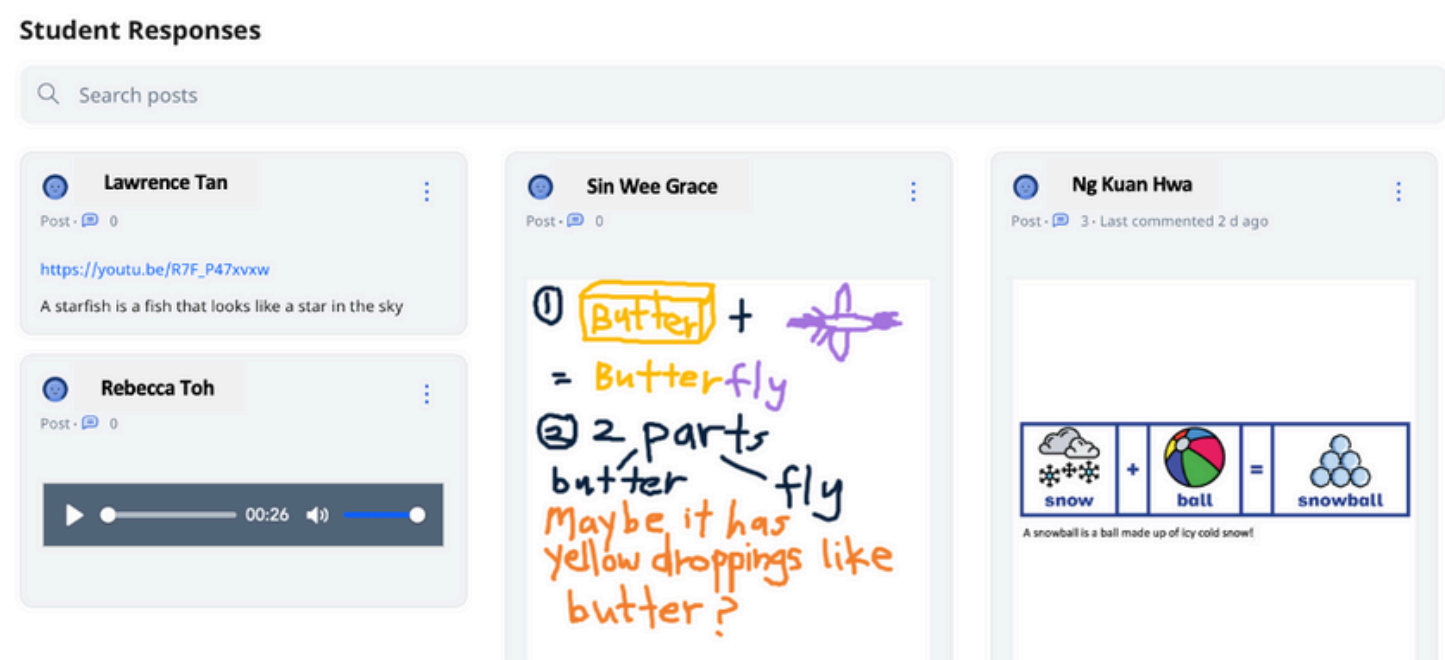 Student Responses
Search posts
Lawrence Tan
Post · 0
https://youtu.be/R7F_P47xvxw
A starfish is a fish that looks like a star in the sky
Rebecca Toh
Post · 0
00:26
Sin Wee Grace
Post · 0
① Butter +
= Butterfly
② 2 parts
butter fly
Maybe it has
yellow droppings like
butter?
Ng Kuan Hwa
Post · 3 · Last commented 2 d ago
snow + ball = snowball
A snowball is a ball made up of icy cold snow!